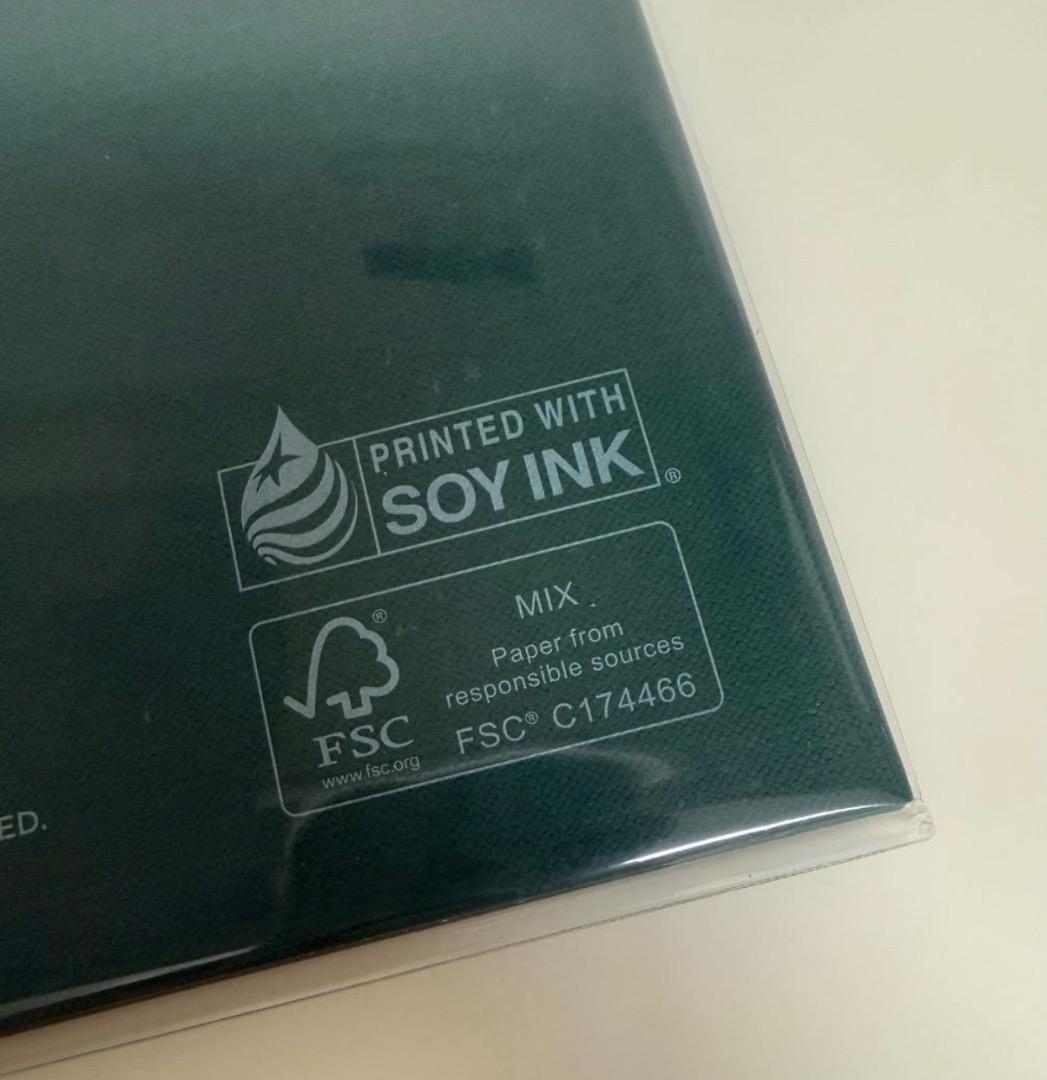 PRINTED WITH
SOY INK
®
®
MIX
Paper from
responsible sources
FSC
www.fsc.org
FSC® C174466
ED.